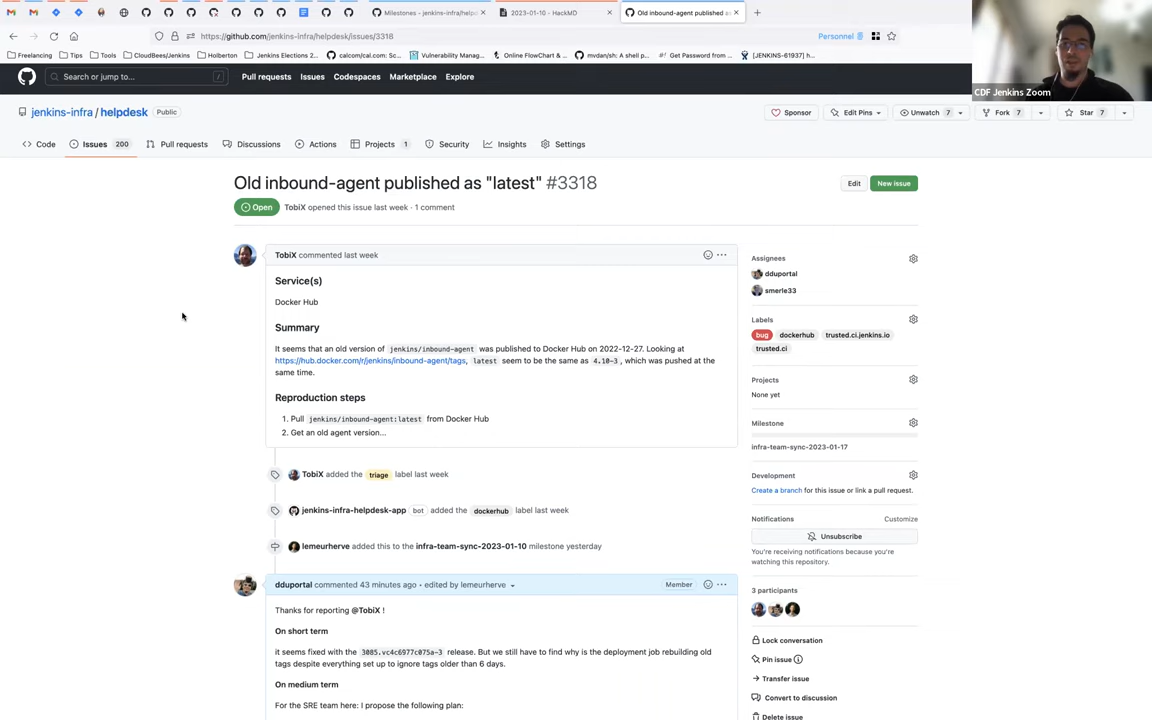 Milestones - jenkins-infra/help
2023-01-10 - HackMD
Old inbound-agent published a
https://github.com/jenkins-infra/helpdesk/issues/3318
Personnel
Freelancing
Tips
Tools
CloudBees/Jenkins
Holberton
Jenkins Elections 2...
calcom/cal.com: Sc...
Vulnerability Manag...
Online FlowChart & ...
mvdan/sh: A shell p...
Get Password from ...
[JENKINS-61937] h...
CDF Jenkins Zoom
Search or jump to...
/
Pull requests
Issues
Codespaces
Marketplace
Explore
jenkins-infra / helpdesk
Public
Sponsor
Edit Pins
Unwatch 7
Fork 7
Star 7
Code
Issues 200
Pull requests
Discussions
Actions
Projects 1
Security
Insights
Settings
Old inbound-agent published as "latest" #3318
Edit
New issue
Open
TobiX opened this issue last week · 1 comment
TobiX commented last week
Service(s)
Docker Hub
Summary
It seems that an old version of jenkins/inbound-agent was published to Docker Hub on 2022-12-27. Looking at
https://hub.docker.com/r/jenkins/inbound-agent/tags, latest seem to be the same as 4.10-3, which was pushed at the
same time.
Reproduction steps
1. Pull jenkins/inbound-agent:latest from Docker Hub
2. Get an old agent version...
TobiX added the triage label last week
jenkins-infra-helpdesk-app bot added the dockerhub label last week
lemeurherve added this to the infra-team-sync-2023-01-10 milestone yesterday
dduportal commented 43 minutes ago • edited by lemeurherve
Member
Thanks for reporting @TobiX !
On short term
it seems fixed with the 3085.vc4c6977c075a-3 release. But we still have to find why is the deployment job rebuilding old
tags despite everything set up to ignore tags older than 6 days.
On medium term
For the SRE team here: I propose the following plan:
Assignees
dduportal
smerle33
Labels
bug
dockerhub
trusted.ci.jenkins.io
trusted.ci
Projects
None yet
Milestone
infra-team-sync-2023-01-17
Development
Create a branch for this issue or link a pull request.
Notifications
Customize
Unsubscribe
You're receiving notifications because you're
watching this repository.
3 participants
Lock conversation
Pin issue
Transfer issue
Convert to discussion
Delete issue